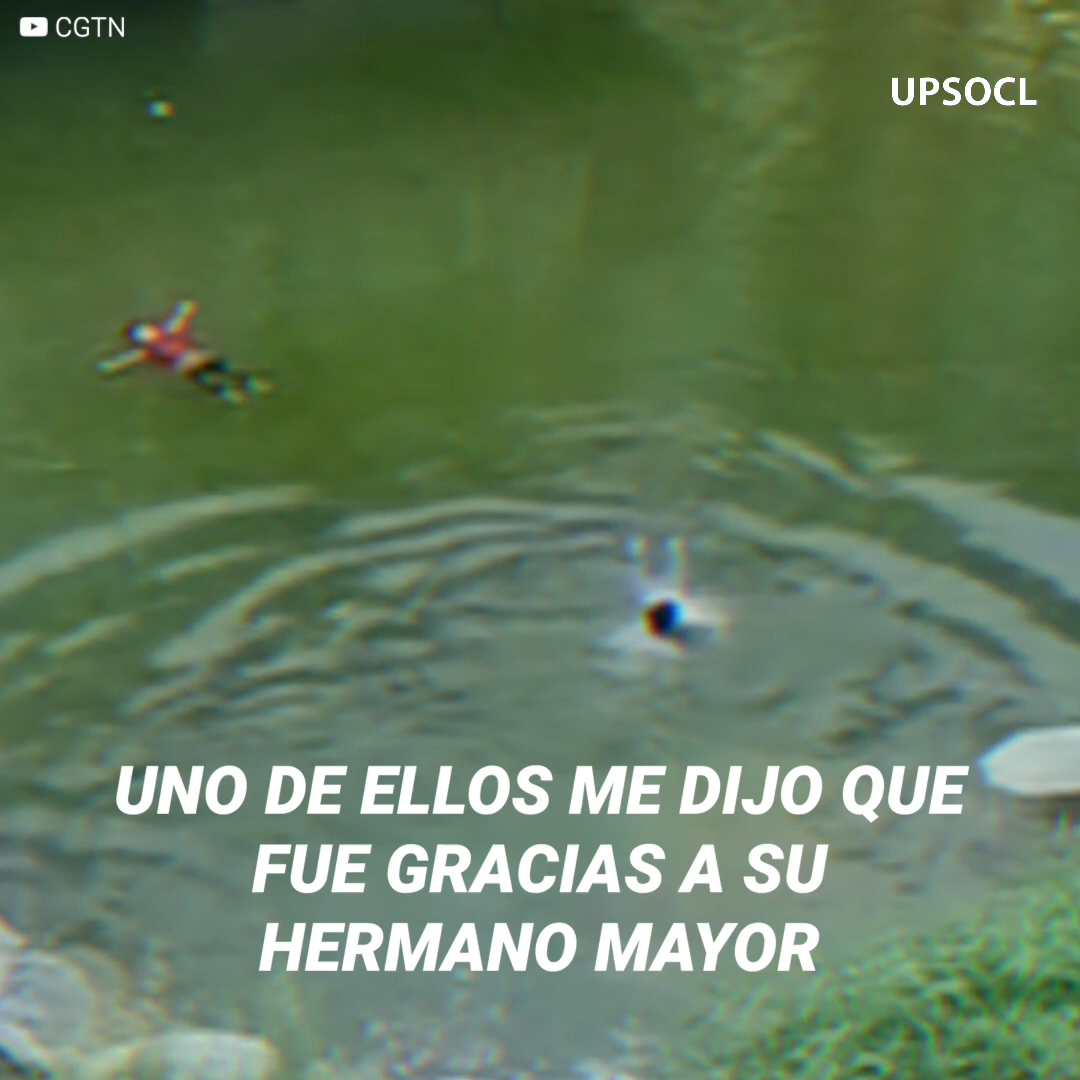 CGTN
UPSOCL
UNO DE ELLOS ME DIJO QUE
FUE GRACIAS A SU
HERMANO MAYOR